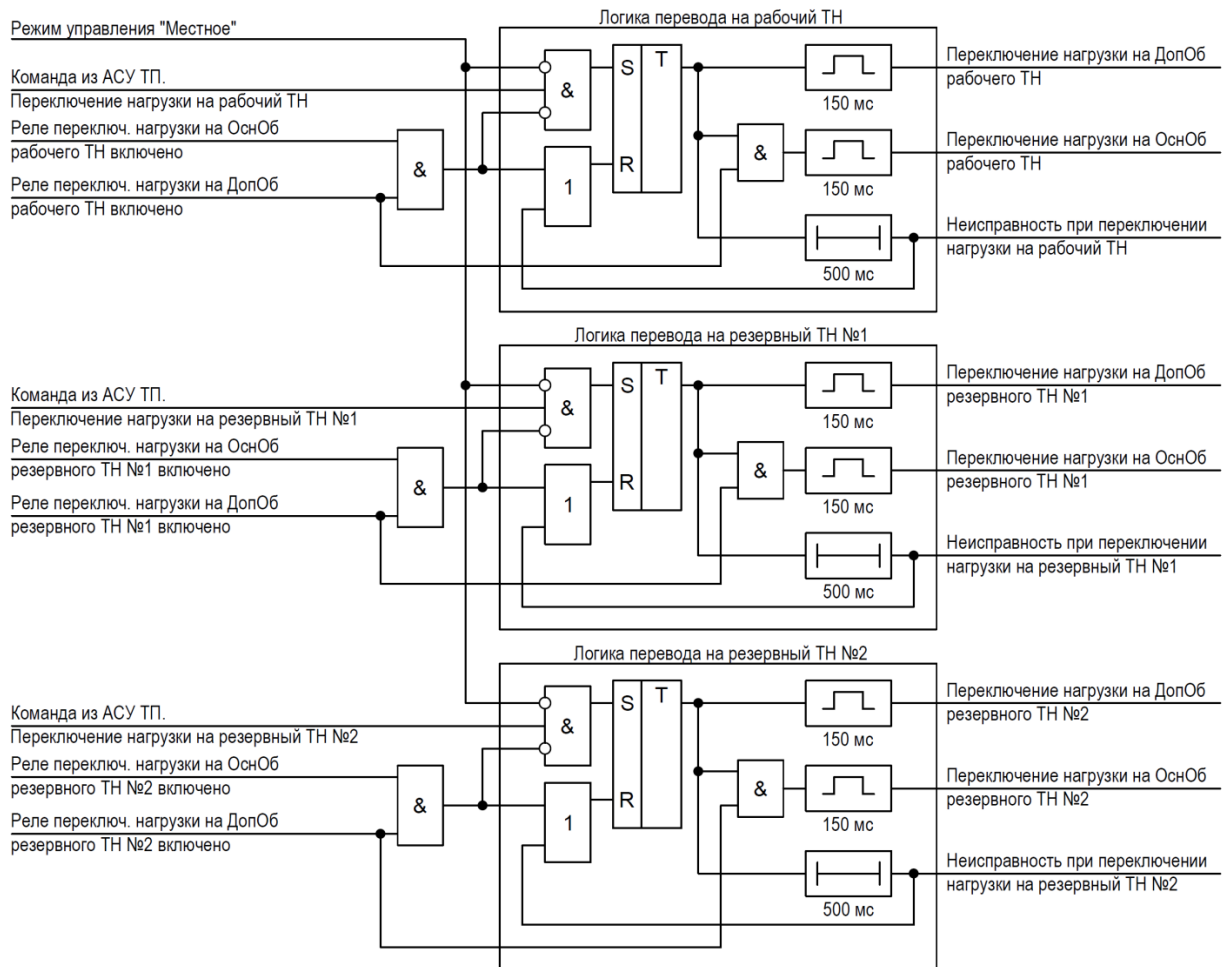 Логика перевода на рабочий ТН
Режим управления "Местное"
Команда из АСУ ТП.
Переключение нагрузки на рабочий ТН
Реле переключ. нагрузки на ОснОб
рабочего ТН включено
Реле переключ. нагрузки на ДопОб
рабочего ТН включено
&
&
1
S
T
R
&
150 мс
150 мс
500 мс
Переключение нагрузки на ДопОб
рабочего ТН
Переключение нагрузки на ОснОб
рабочего ТН
Неисправность при переключении
нагрузки на рабочий ТН
Логика перевода на резервный ТН №1
Команда из АСУ ТП.
Переключение нагрузки на резервный ТН №1
Реле переключ. нагрузки на ОснОб
резервного ТН №1 включено
Реле переключ. нагрузки на ДопОб
резервного ТН №1 включено
&
&
1
S
T
R
&
150 мс
150 мс
500 мс
Переключение нагрузки на ДопОб
резервного ТН №1
Переключение нагрузки на ОснОб
резервного ТН №1
Неисправность при переключении
нагрузки на резервный ТН №1
Логика перевода на резервный ТН №2
Команда из АСУ ТП.
Переключение нагрузки на резервный ТН №2
Реле переключ. нагрузки на ОснОб
резервного ТН №2 включено
Реле переключ. нагрузки на ДопОб
резервного ТН №2 включено
&
&
1
S
T
R
&
150 мс
150 мс
500 мс
Переключение нагрузки на ДопОб
резервного ТН №2
Переключение нагрузки на ОснОб
резервного ТН №2
Неисправность при переключении
нагрузки на резервный ТН №2